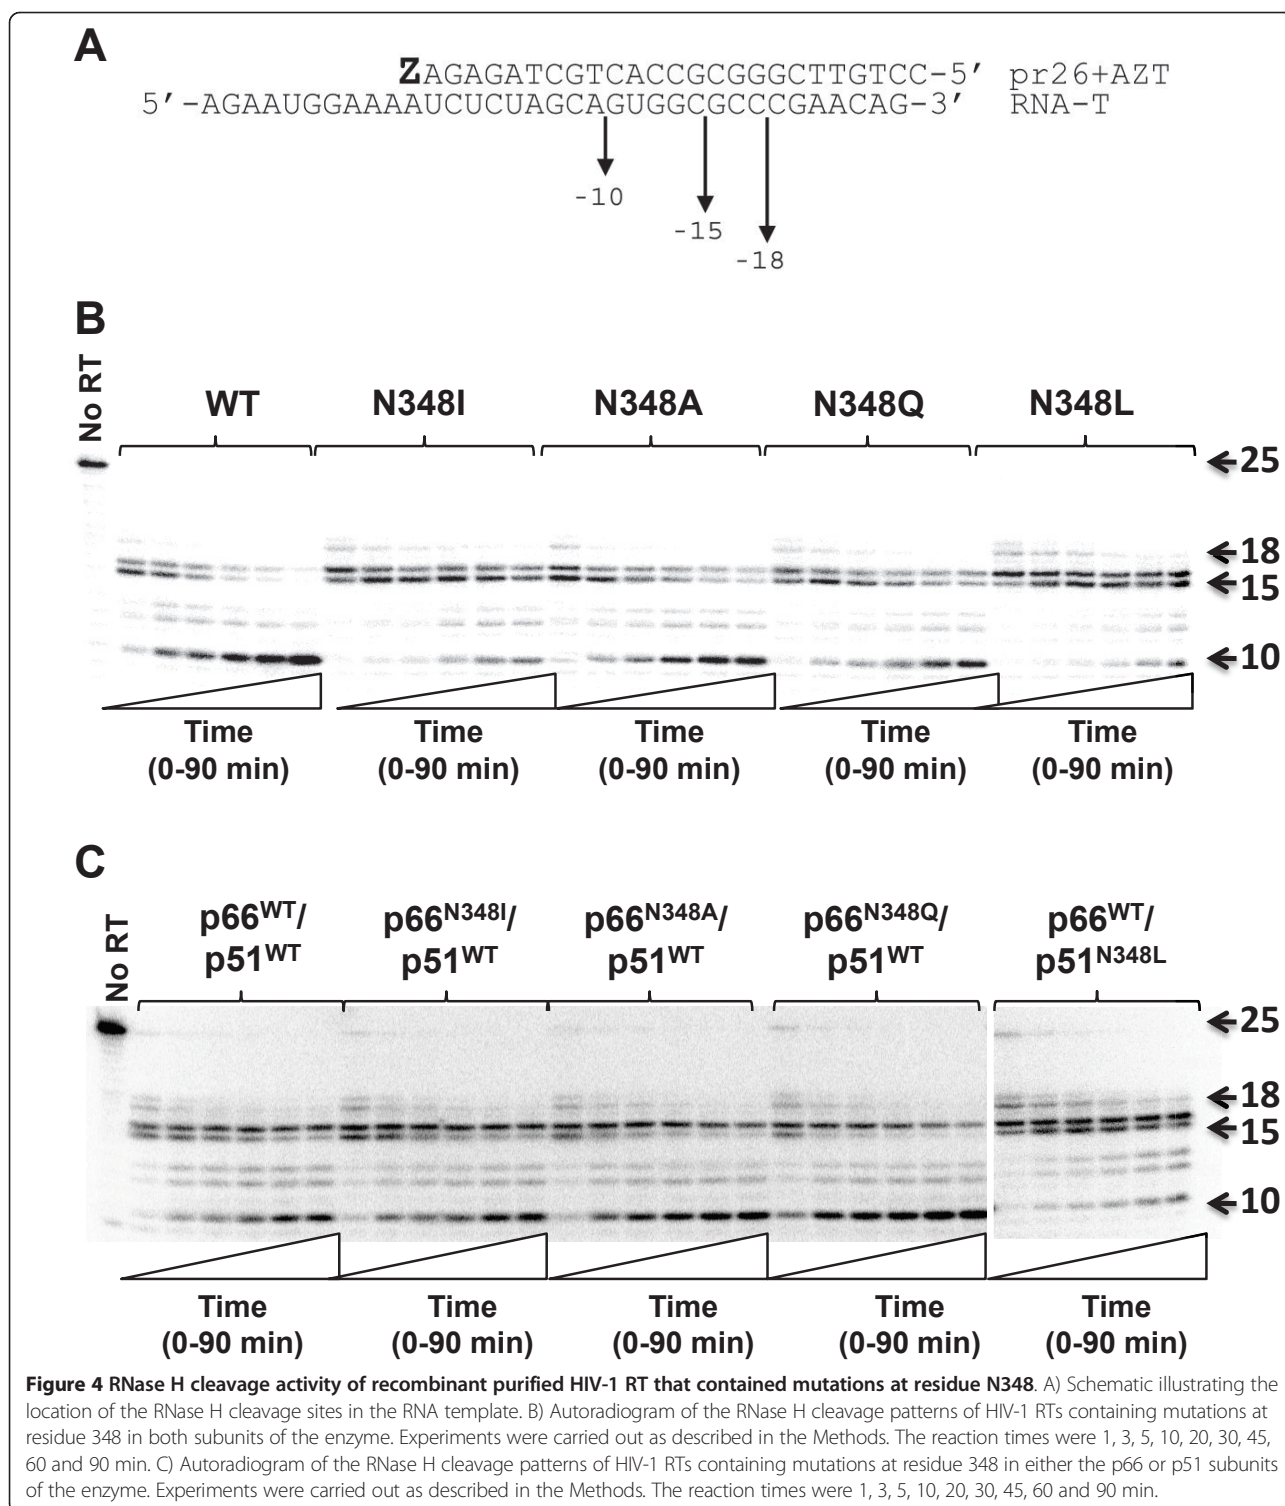 A
ZAGAGATCGTCACCGCGGGCTTGTCC-5' pr26+AZT
5'-AGAAUGGAAAAUCUCUAGCAGUGGCGCCCGAACAG-3' RNA-T
-10
-15
-18
B
No RT
WT N348I N348A N348Q N348L
25
18
15
10
Time Time Time Time Time
(0-90 min) (0-90 min) (0-90 min) (0-90 min) (0-90 min)
C
No RT
p66WT/ p66N348I/ p66N348A/ p66N348Q/ p66WT/
p51WT p51WT p51WT p51WT p51N348L
25
18
15
10
Time Time Time Time Time
(0-90 min) (0-90 min) (0-90 min) (0-90 min) (0-90 min)
Figure 4 RNase H cleavage activity of recombinant purified HIV-1 RT that contained mutations at residue N348. A) Schematic illustrating the
location of the RNase H cleavage sites in the RNA template. B) Autoradiogram of the RNase H cleavage patterns of HIV-1 RTs containing mutations at
residue 348 in both subunits of the enzyme. Experiments were carried out as described in the Methods. The reaction times were 1, 3, 5, 10, 20, 30, 45,
60 and 90 min. C) Autoradiogram of the RNase H cleavage patterns of HIV-1 RTs containing mutations at residue 348 in either the p66 or p51 subunits
of the enzyme. Experiments were carried out as described in the Methods. The reaction times were 1, 3, 5, 10, 20, 30, 45, 60 and 90 min.